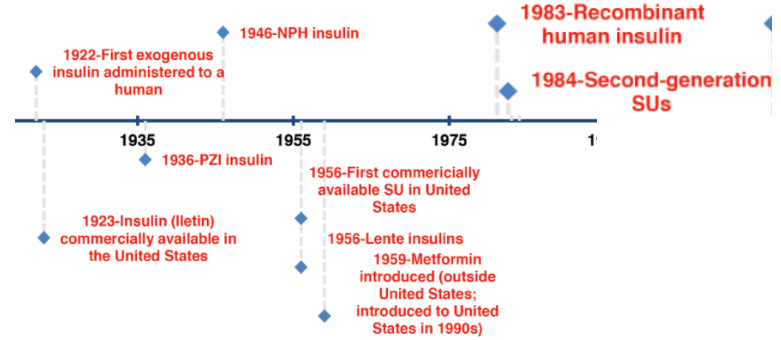 1983-Recombinant
human insulin
1946-NPH insulin
1922-First exogenous
insulin administered to a
human
1984-Second-generation
SUs
1935
1955
1975
1936-PZI insulin
1956-First commericially
available SU in United
States
1923-Insulin (Iletin)
commercially available in
the United States
1956-Lente insulins
1959-Metformin
introduced (outside
United States;
introduced to United
States in 1990s)